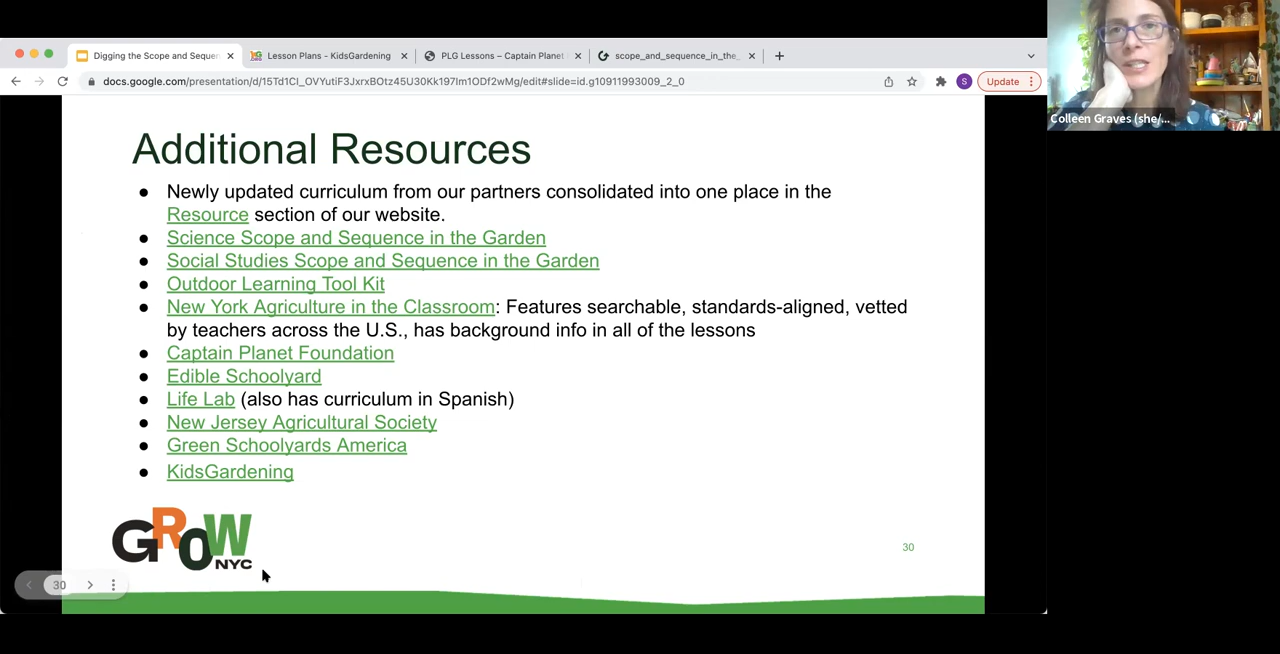 Digging the Scope and Sequen
Lesson Plans - KidsGardening
PLG Lessons – Captain Planet
scope_and_sequence_in_the_
docs.google.com/presentation/d/15Td1CI_OVYutiF3JxrxBOtz45U30Kkf97Im1ODf2wMg/edit#slide=id.g10911993009_2_0
S
Update
Colleen Graves (she/...
Additional Resources
● Newly updated curriculum from our partners consolidated into one place in the
Resource section of our website.
● Science Scope and Sequence in the Garden
● Social Studies Scope and Sequence in the Garden
● Outdoor Learning Tool Kit
● New York Agriculture in the Classroom: Features searchable, standards-aligned, vetted
by teachers across the U.S., has background info in all of the lessons
● Captain Planet Foundation
● Edible Schoolyard
● Life Lab (also has curriculum in Spanish)
● New Jersey Agricultural Society
● Green Schoolyards America
● KidsGardening
GROW
NYC
30
30